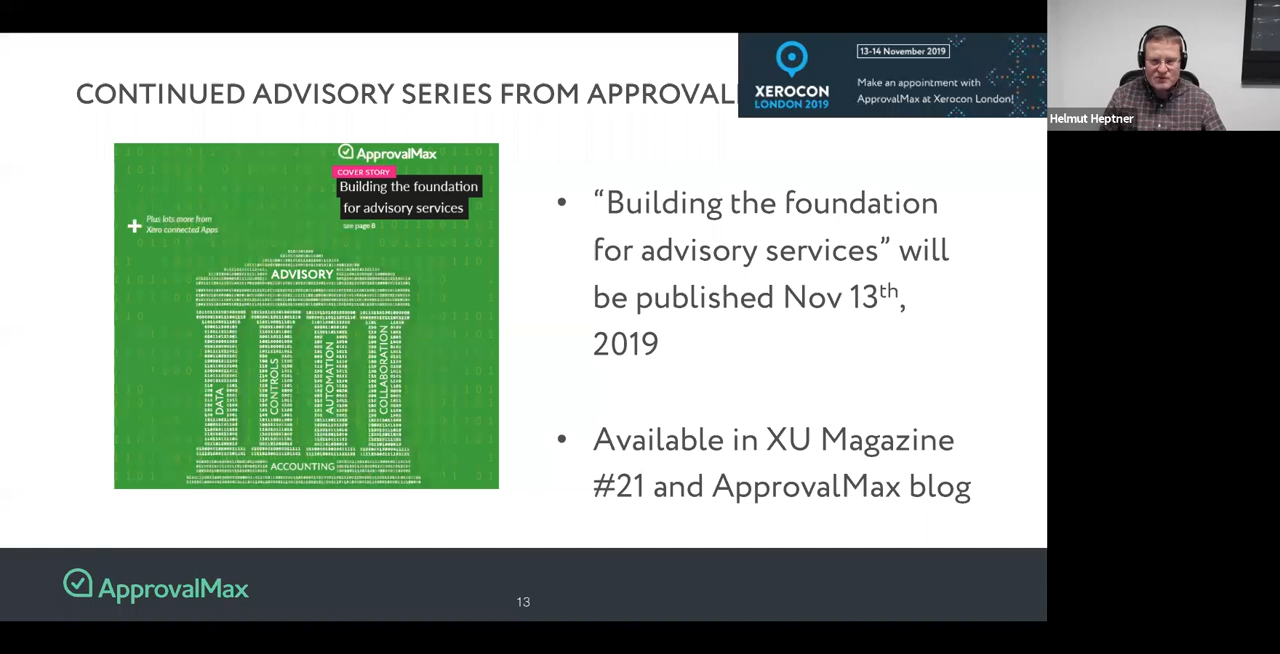 CONTINUED ADVISORY SERIES FROM APPROVAL
XEROCON
LONDON 2019
13-14 November 2019
Make an appointment with
ApprovalMax at Xerocon London!
Helmut Heptner
ApprovalMax
COVER STORY
Building the foundation
for advisory services
see page 8
+ Plus lots more from
Xero connected Apps
ADVISORY
DATA
CONTROLS
AUTOMATION
COLLABORATION
ACCOUNTING
• “Building the foundation
for advisory services” will
be published Nov 13th,
2019
• Available in XU Magazine
#21 and ApprovalMax blog
ApprovalMax
13